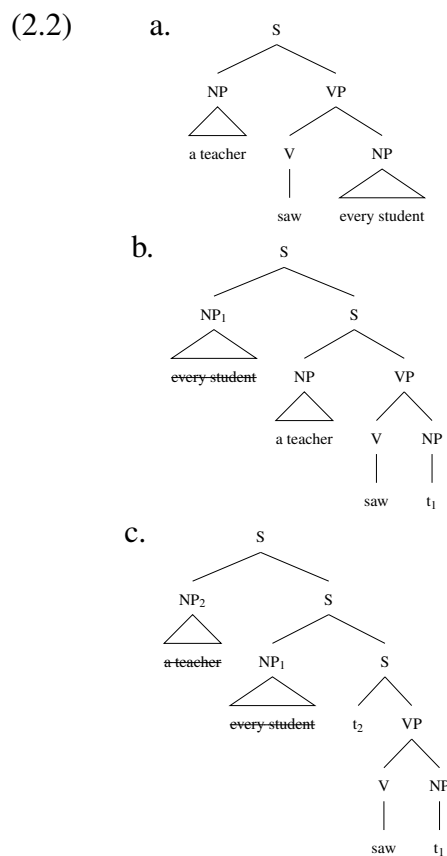 (2.2) a. S
NP VP
a teacher V NP
saw every student
b. S
NP₁ S
every student NP VP
a teacher V NP
saw t₁
c. S
NP₂ S
a teacher NP₁ S
every student t₂ VP
V NP
saw t₁